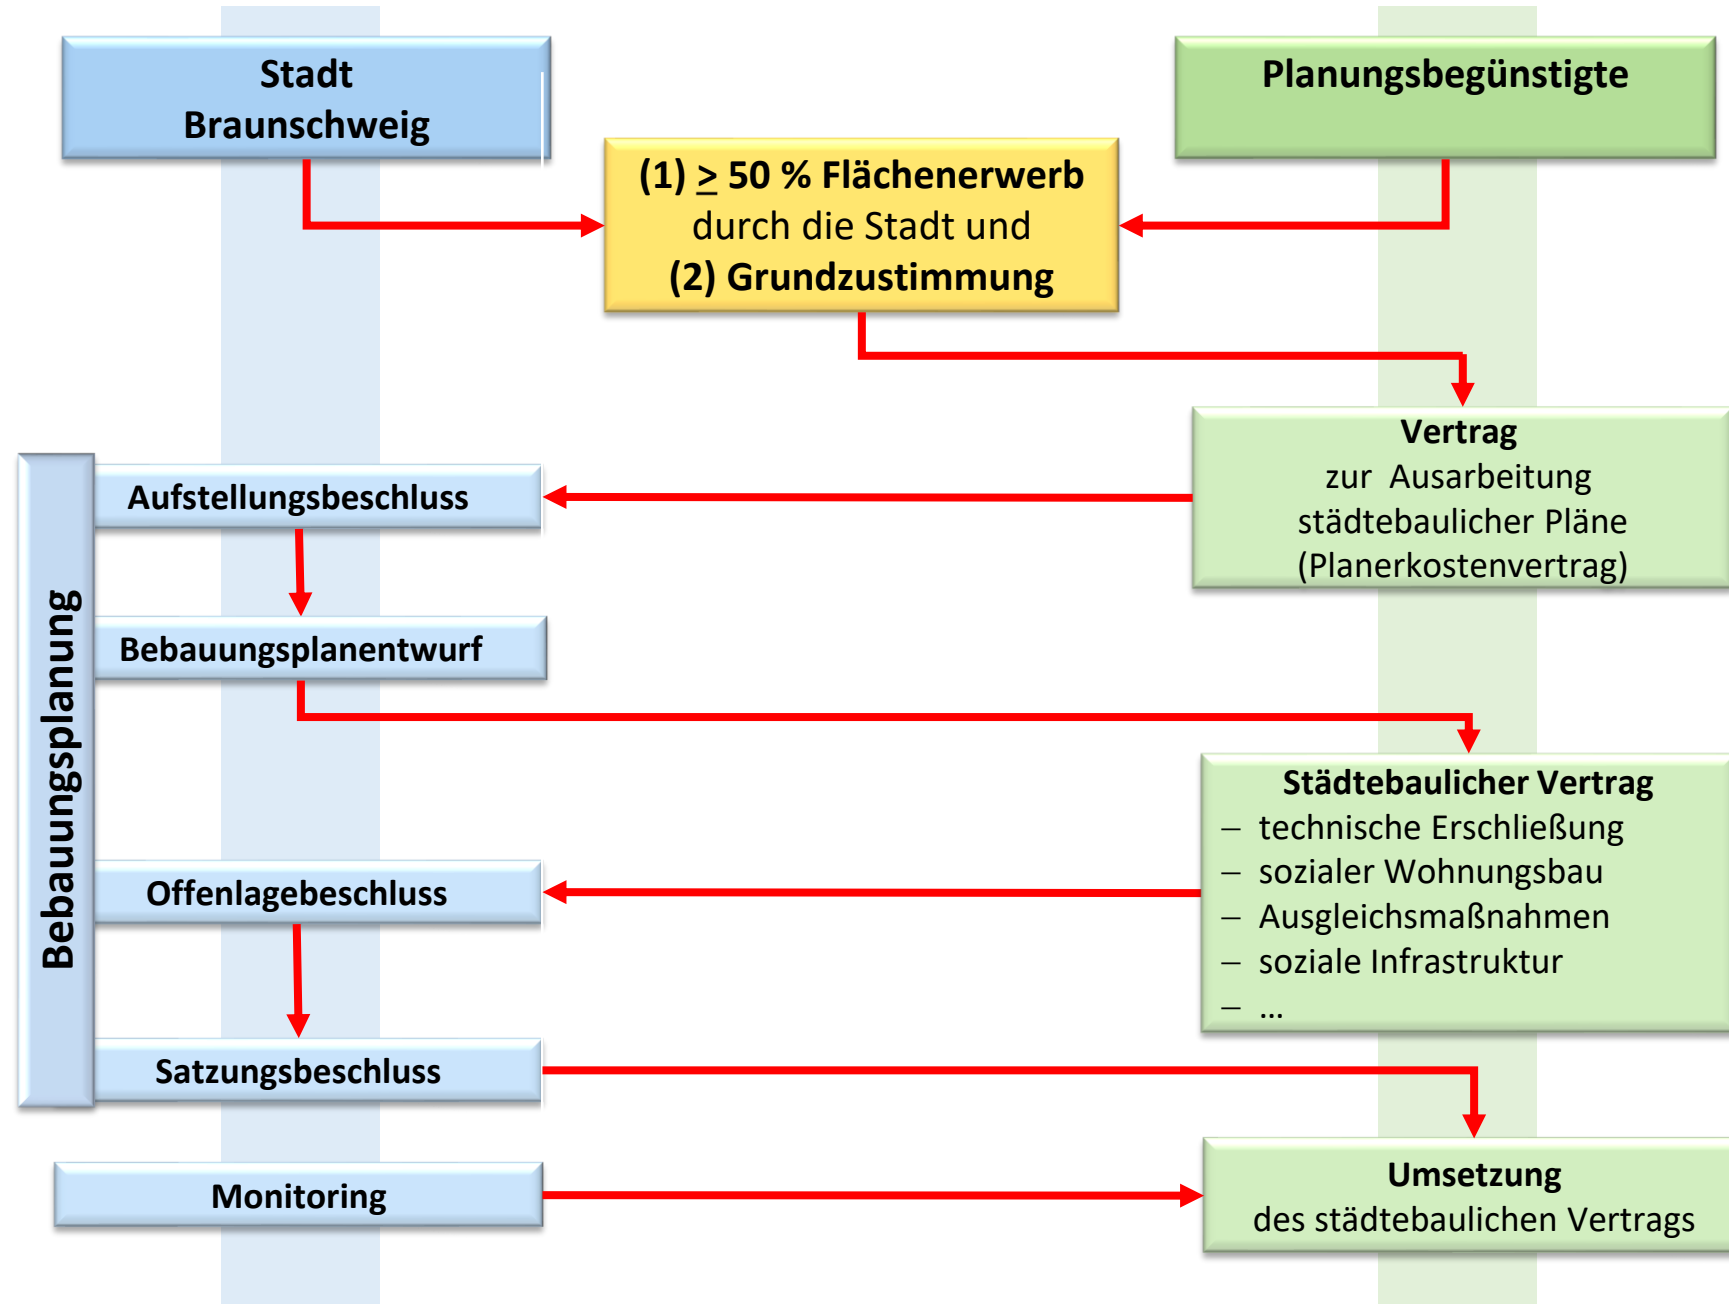 Stadt
Braunschweig
Planungsbegünstigte
(1) ≥ 50 % Flächenerwerb
durch die Stadt und
(2) Grundzustimmung
Vertrag
zur Ausarbeitung
städtebaulicher Pläne
(Planerkostenvertrag)
Bebauungsplanung
Aufstellungsbeschluss
Bebauungsplanentwurf
Städtebaulicher Vertrag
– technische Erschließung
– sozialer Wohnungsbau
– Ausgleichsmaßnahmen
– soziale Infrastruktur
– ...
Offenlagebeschluss
Satzungsbeschluss
Monitoring
Umsetzung
des städtebaulichen Vertrags